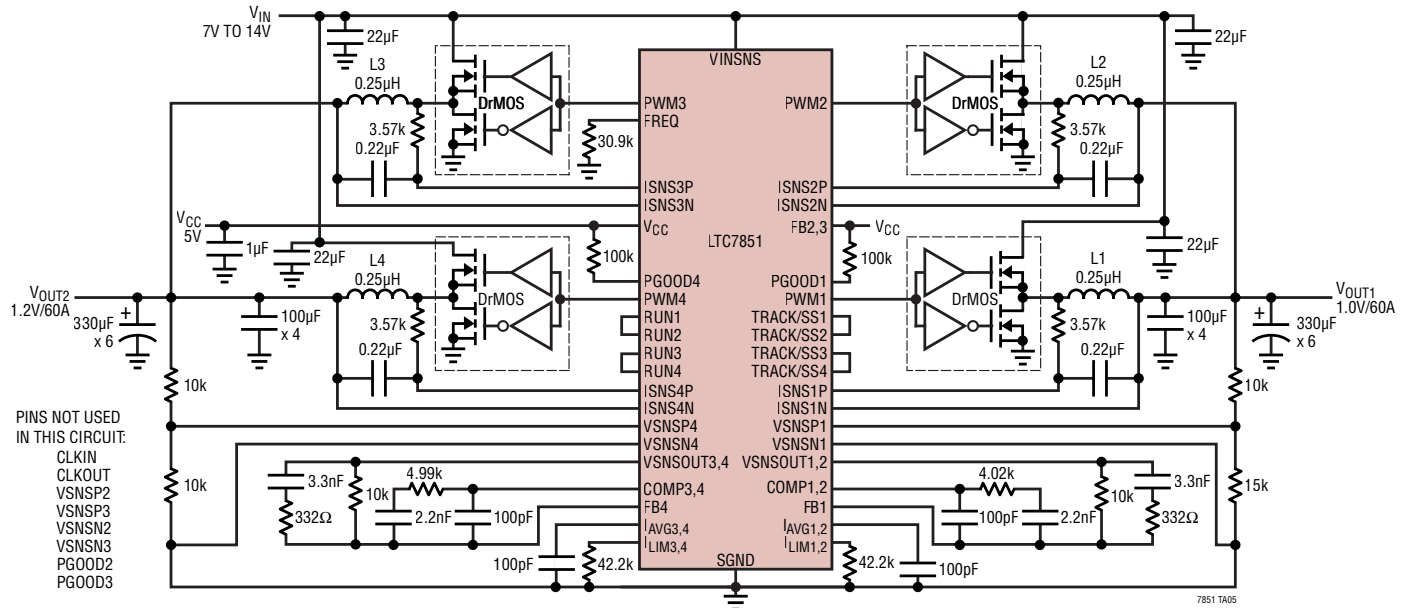 VIN
7V TO 14V
22µF
22µF
L3
0.25µH
DrMOS
3.57k
0.22µF
VINSNS
PWM3
FREQ
30.9k
PWM2
DrMOS
L2
0.25µH
3.57k
0.22µF
ISNS3P
ISNS3N
ISNS2P
ISNS2N
VCC
5V
1µF
22µF
VCC
100k
LTC7851
FB2,3
VCC
100k
22µF
L4
0.25µH
DrMOS
3.57k
0.22µF
PGOOD4
PWM4
RUN1
RUN2
RUN3
RUN4
PGOOD1
PWM1
TRACK/SS1
TRACK/SS2
TRACK/SS3
TRACK/SS4
DrMOS
L1
0.25µH
3.57k
0.22µF
VOUT2
1.2V/60A
330µF
x 6
+
100µF
x 4
VOUT1
1.0V/60A
100µF
x 4
+
330µF
x 6
10k
10k
ISNS4P
ISNS4N
VSNSP4
VSNSN4
VSNSOUT3,4
COMP3,4
FB4
IAVG3,4
ILIM3,4
ISNS1P
ISNS1N
VSNSP1
VSNSN1
VSNSOUT1,2
COMP1,2
FB1
IAVG1,2
ILIM1,2
SGND
PINS NOT USED
IN THIS CIRCUIT:
CLKIN
CLKOUT
VSNSP2
VSNSP3
VSNSN2
VSNSN3
PGOOD2
PGOOD3
10k
3.3nF
332Ω
10k
4.99k
2.2nF
100pF
100pF
42.2k
42.2k
100pF
4.02k
100pF
2.2nF
10k
3.3nF
332Ω
15k
7851 TA05